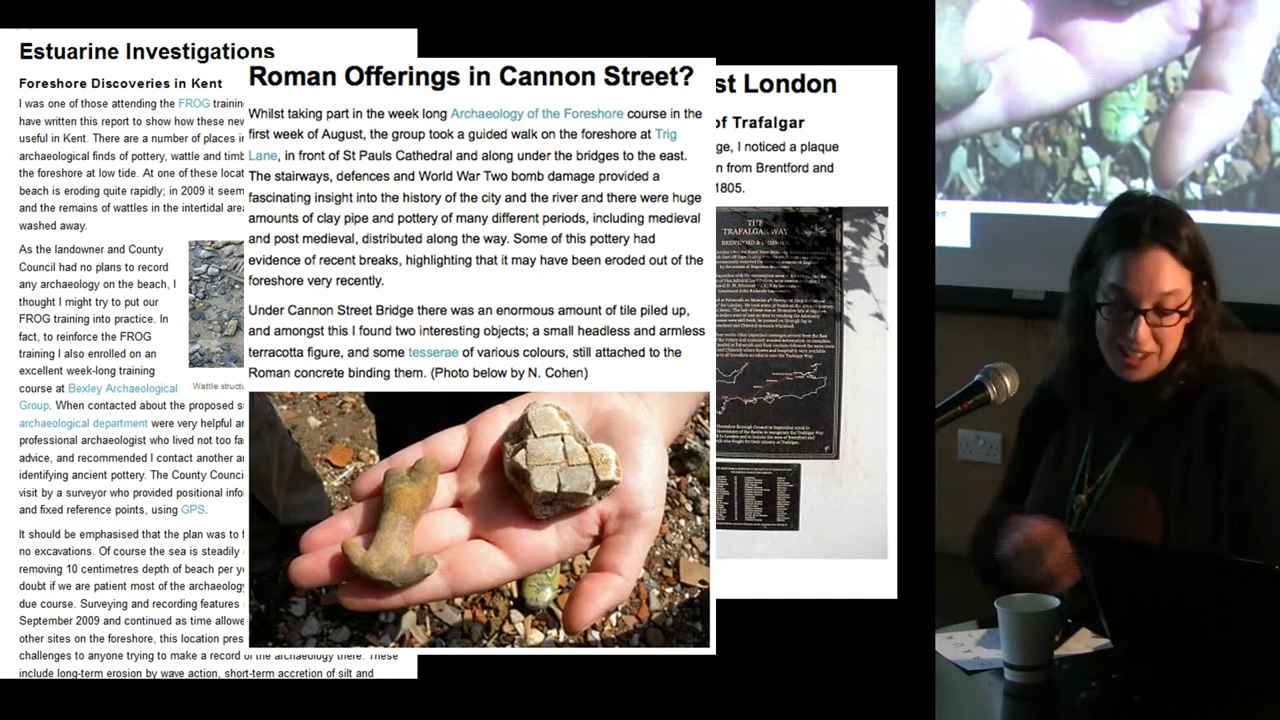 Estuarine Investigations
Foreshore Discoveries in Kent
I was one of those attending the FROG training
have written this report to show how these new
useful in Kent. There are a number of places in
archaeological finds of pottery, wattle and timb
the foreshore at low tide. At one of these locat
beach is eroding quite rapidly; in 2009 it seem
and the remains of wattles in the intertidal area
washed away.
As the landowner and County
Council had no plans to record
any archaeology on the beach, I
thought I might try to put our
FROG training into practice. In
fact, to reinforce the FROG
training I also enrolled on an
excellent week-long training
course at Bexley Archaeological
Group. When contacted about the proposed s
archaeological department were very helpful a
professional archaeologist who lived not too fa
advice, and recommended I contact another a
identifying ancient pottery. The County Council
visit by a surveyor who provided positional info
and fixed reference points, using GPS.
Wattle structu
It should be emphasised that the plan was to f
no excavations. Of course the sea is steadily
removing 10 centimetres depth of beach per ye
doubt if we are patient most of the archaeolog
due course. Surveying and recording features
September 2009 and continued as time allowe
other sites on the foreshore, this location pres
challenges to anyone trying to make a record of the archaeology there. These
include long-term erosion by wave action, short-term accretion of silt and
Roman Offerings in Cannon Street?
Whilst taking part in the week long Archaeology of the Foreshore course in the
first week of August, the group took a guided walk on the foreshore at Trig
Lane, in front of St Pauls Cathedral and along under the bridges to the east.
The stairways, defences and World War Two bomb damage provided a
fascinating insight into the history of the city and the river and there were huge
amounts of clay pipe and pottery of many different periods, including medieval
and post medieval, distributed along the way. Some of this pottery had
evidence of recent breaks, highlighting that it may have been eroded out of the
foreshore very recently.
Under Cannon Street Bridge there was an enormous amount of tile piled up,
and amongst this I found two interesting objects, a small headless and armless
terracotta figure, and some tesserae of various colours, still attached to the
Roman concrete binding them. (Photo below by N. Cohen)
st London
of Trafalgar
ge, I noticed a plaque
n from Brentford and
1805.
THE
TRAFALGAR WAY